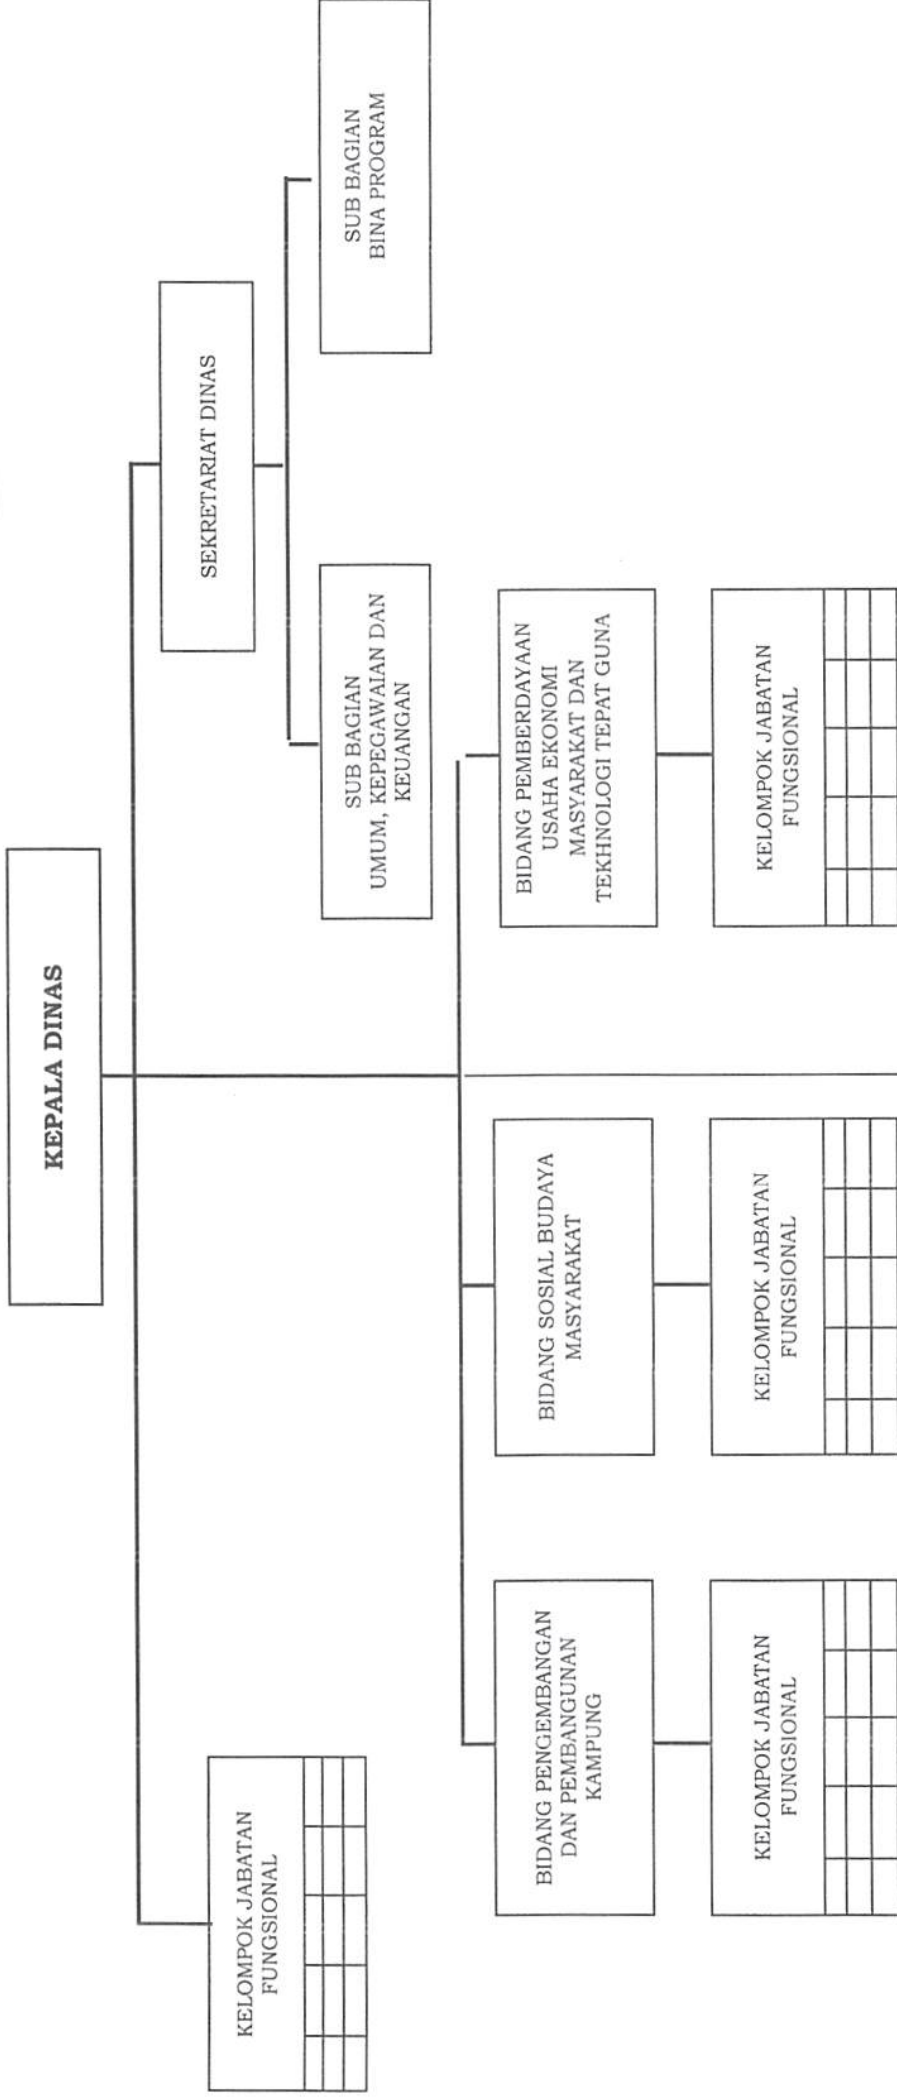 KEPALA DINAS
KELOMPOK JABATAN
FUNGSIONAL
SEKRETARIAT DINAS
SUB BAGIAN
UMUM, KEPEGAWAIAN DAN
KEUANGAN
SUB BAGIAN
BINA PROGRAM
BIDANG PENGEMBANGAN
DAN PEMBANGUNAN
KAMPUNG
BIDANG SOSIAL BUDAYA
MASYARAKAT
BIDANG PEMBERDAYAAN
USAHA EKONOMI
MASYARAKAT DAN
TEKHNOLOGI TEPAT GUNA
KELOMPOK JABATAN
FUNGSIONAL
KELOMPOK JABATAN
FUNGSIONAL
KELOMPOK JABATAN
FUNGSIONAL